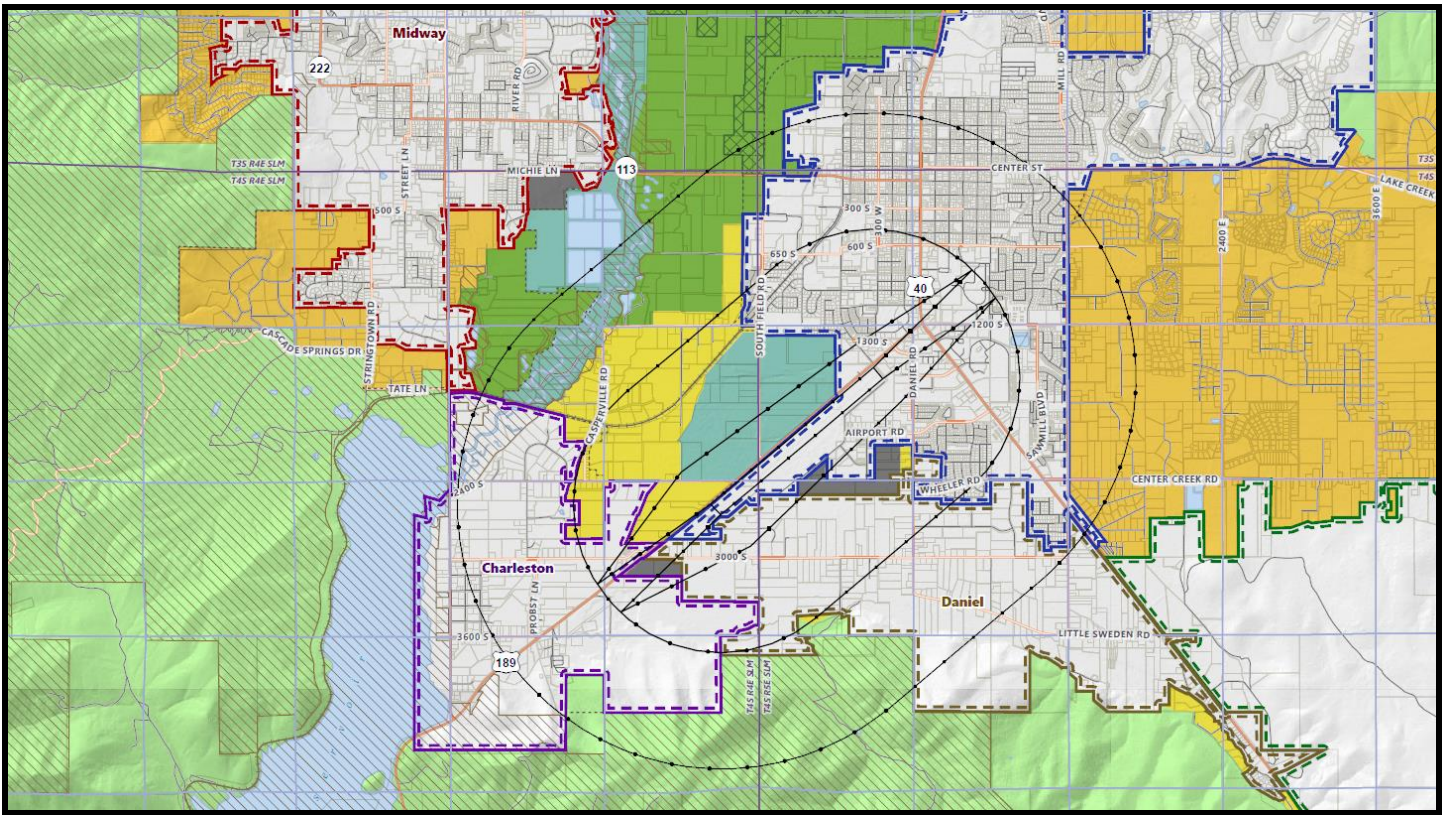 Midway
222
RIVER RD
MILL RD
STREET LN
T3S R4E SLM
T4S R4E SLM
MICHIE LN
113
CENTER ST
T3S
T4S
LAKE CREEK
500 S
300 S
300 W
3600 E
2400 E
600 S
650 S
40
SOUTH FIELD RD
1200 S
STRINGTOWN RD
CASCADE SPRINGS DR
1300 S
DANIEL RD
TATE LN
CASPERVILLE RD
SAWMILL BLVD
AIRPORT RD
2400 S
WHEELER RD
CENTER CREEK RD
3000 S
Charleston
PROBST LN
Daniel
3600 S
LITTLE SWEDEN RD
189
T4S R4E SLM
T4S R5E SLM